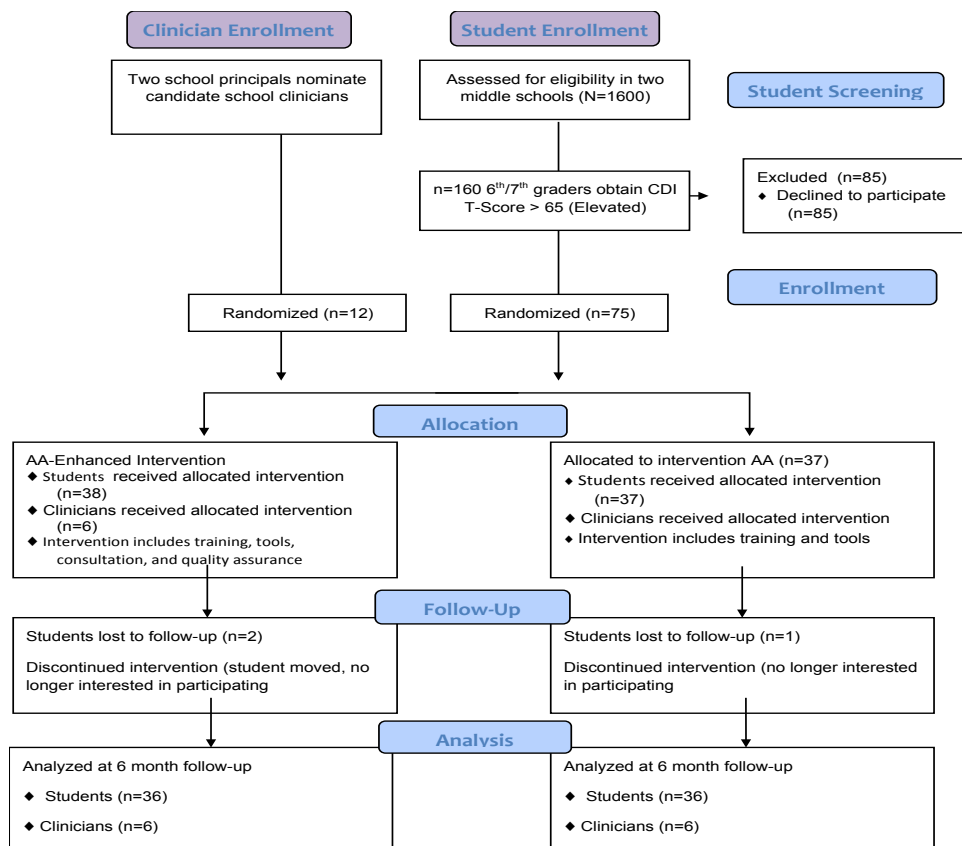 Clinician Enrollment
Student Enrollment
Two school principals nominate
candidate school clinicians
Assessed for eligibility in two
middle schools (N=1600)
Student Screening
n=160 6th/7th graders obtain CDI
T-Score > 65 (Elevated)
Excluded (n=85)
◆ Declined to participate
(n=85)
Enrollment
Randomized (n=12)
Randomized (n=75)
Allocation
AA-Enhanced Intervention
◆ Students received allocated intervention
(n=38)
◆ Clinicians received allocated intervention
(n=6)
◆ Intervention includes training, tools,
consultation, and quality assurance
Allocated to intervention AA (n=37)
◆ Students received allocated intervention
(n=37)
◆ Clinicians received allocated intervention
◆ Intervention includes training and tools
Follow-Up
Students lost to follow-up (n=2)
Discontinued intervention (student moved, no
longer interested in participating
Students lost to follow-up (n=1)
Discontinued intervention (no longer interested
in participating
Analysis
Analyzed at 6 month follow-up
◆ Students (n=36)
◆ Clinicians (n=6)
Analyzed at 6 month follow-up
◆ Students (n=36)
◆ Clinicians (n=6)